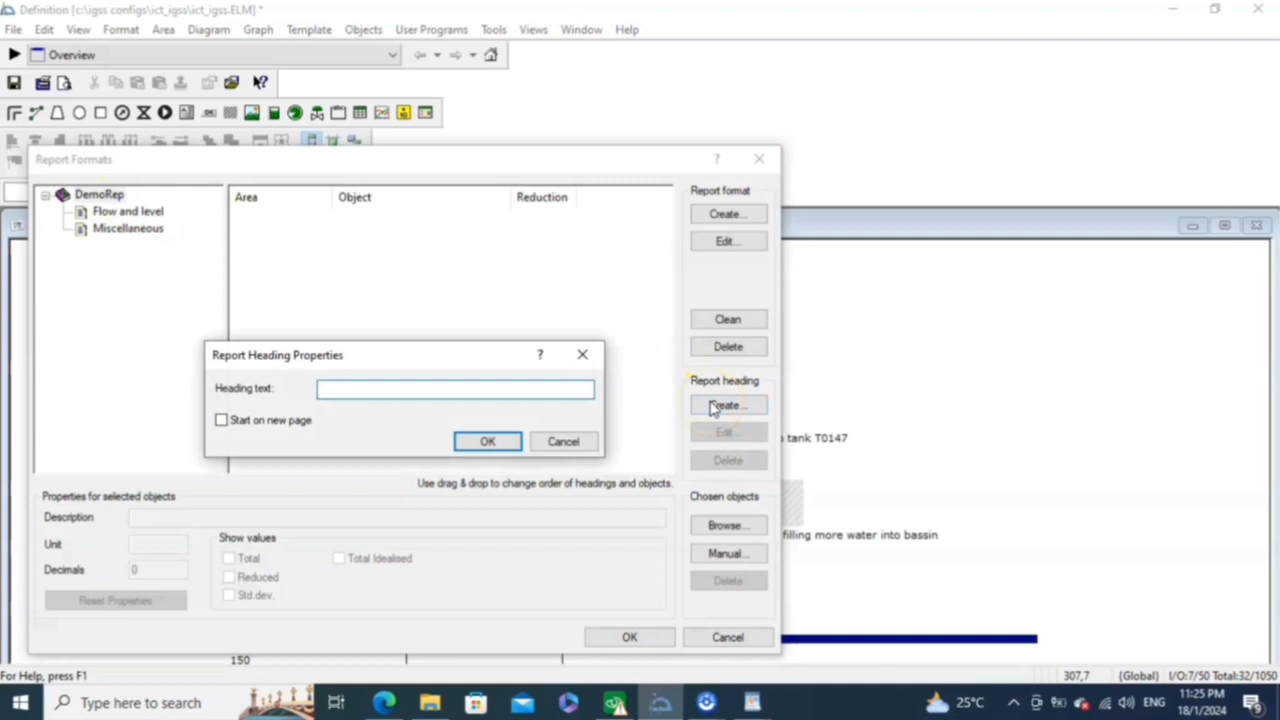 Definition [c:\igss configs\ict_igss\ict_igss.ELM] *
File Edit View Format Area Diagram Graph Template Objects User Programs Tools Views Window Help
Overview
Report Formats
DemoRep
Flow and level
Miscellaneous
Area Object Reduction
Report format
Create...
Edit...
Clean
Delete
Report Heading Properties
Heading text:
Start on new page
OK Cancel
Report heading
Create...
Edit...
Delete
tank T0147
Use drag & drop to change order of headings and objects.
Chosen objects
Browse...
Manual...
Delete
filling more water into bassin
Properties for selected objects
Description
Unit
Decimals 0
Show values
Total Total Idealised
Reduced
Std.dev.
Reset Properties
OK Cancel
150
For Help, press F1
307,7 (Global) I/O:7/50 Total:32/1050
Type here to search
25°C
ENG
11:25 PM
18/1/2024
9